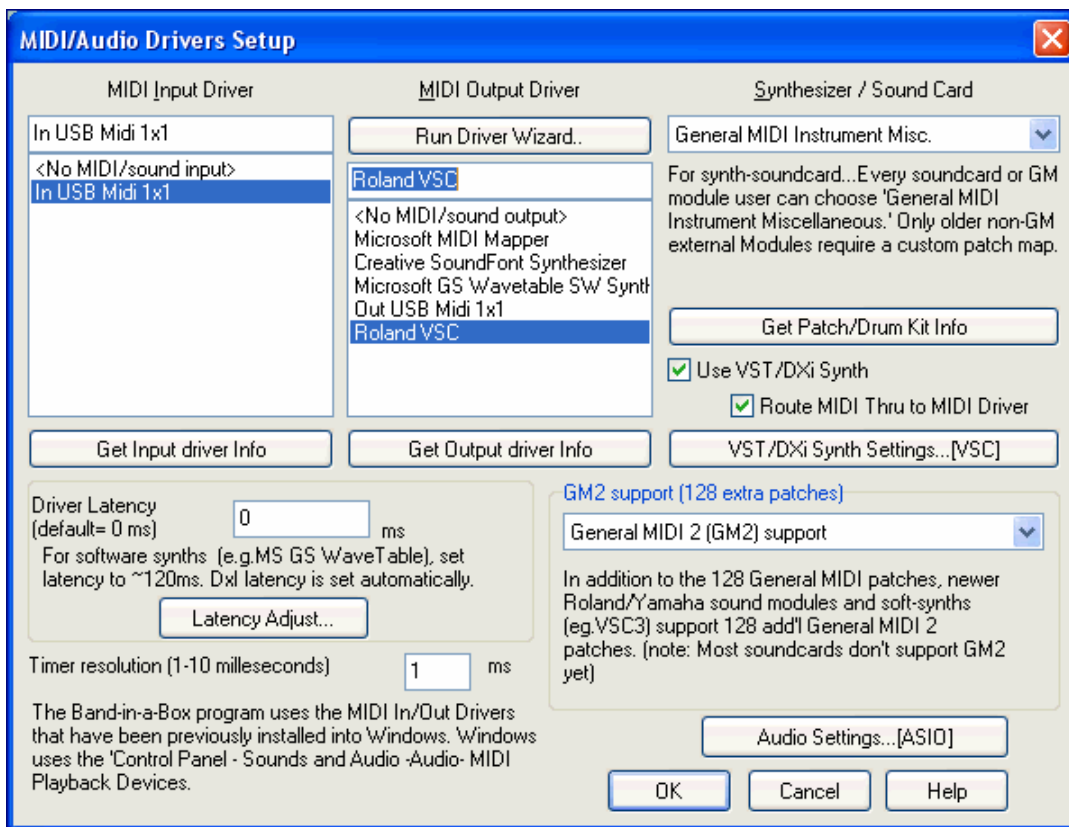 MIDI/Audio Drivers Setup
MIDI Input Driver
In USB Midi 1x1
<No MIDI/sound input>
In USB Midi 1x1
Get Input driver Info
MIDI Output Driver
Run Driver Wizard..
Roland VSC
<No MIDI/sound output>
Microsoft MIDI Mapper
Creative SoundFont Synthesizer
Microsoft GS Wavetable SW Synth
Out USB Midi 1x1
Roland VSC
Get Output driver Info
Synthesizer / Sound Card
General MIDI Instrument Misc.
For synth-soundcard...Every soundcard or GM
module user can choose 'General MIDI
Instrument Miscellaneous.' Only older non-GM
external Modules require a custom patch map.
Get Patch/Drum Kit Info
Use VST/DXi Synth
Route MIDI Thru to MIDI Driver
VST/DXi Synth Settings...[VSC]
Driver Latency
(default= 0 ms)
0
ms
For software synths (e.g.MS GS WaveTable), set
latency to ~120ms. DxI latency is set automatically.
Latency Adjust...
Timer resolution (1-10 milleseconds)
1
ms
The Band-in-a-Box program uses the MIDI In/Out Drivers
that have been previously installed into Windows. Windows
uses the 'Control Panel - Sounds and Audio -Audio- MIDI
Playback Devices.
GM2 support (128 extra patches)
General MIDI 2 (GM2) support
In addition to the 128 General MIDI patches, newer
Roland/Yamaha sound modules and soft-synths
(eg.VSC3) support 128 add'l General MIDI 2
patches. (note: Most soundcards don't support GM2
yet)
Audio Settings...[ASIO]
OK
Cancel
Help